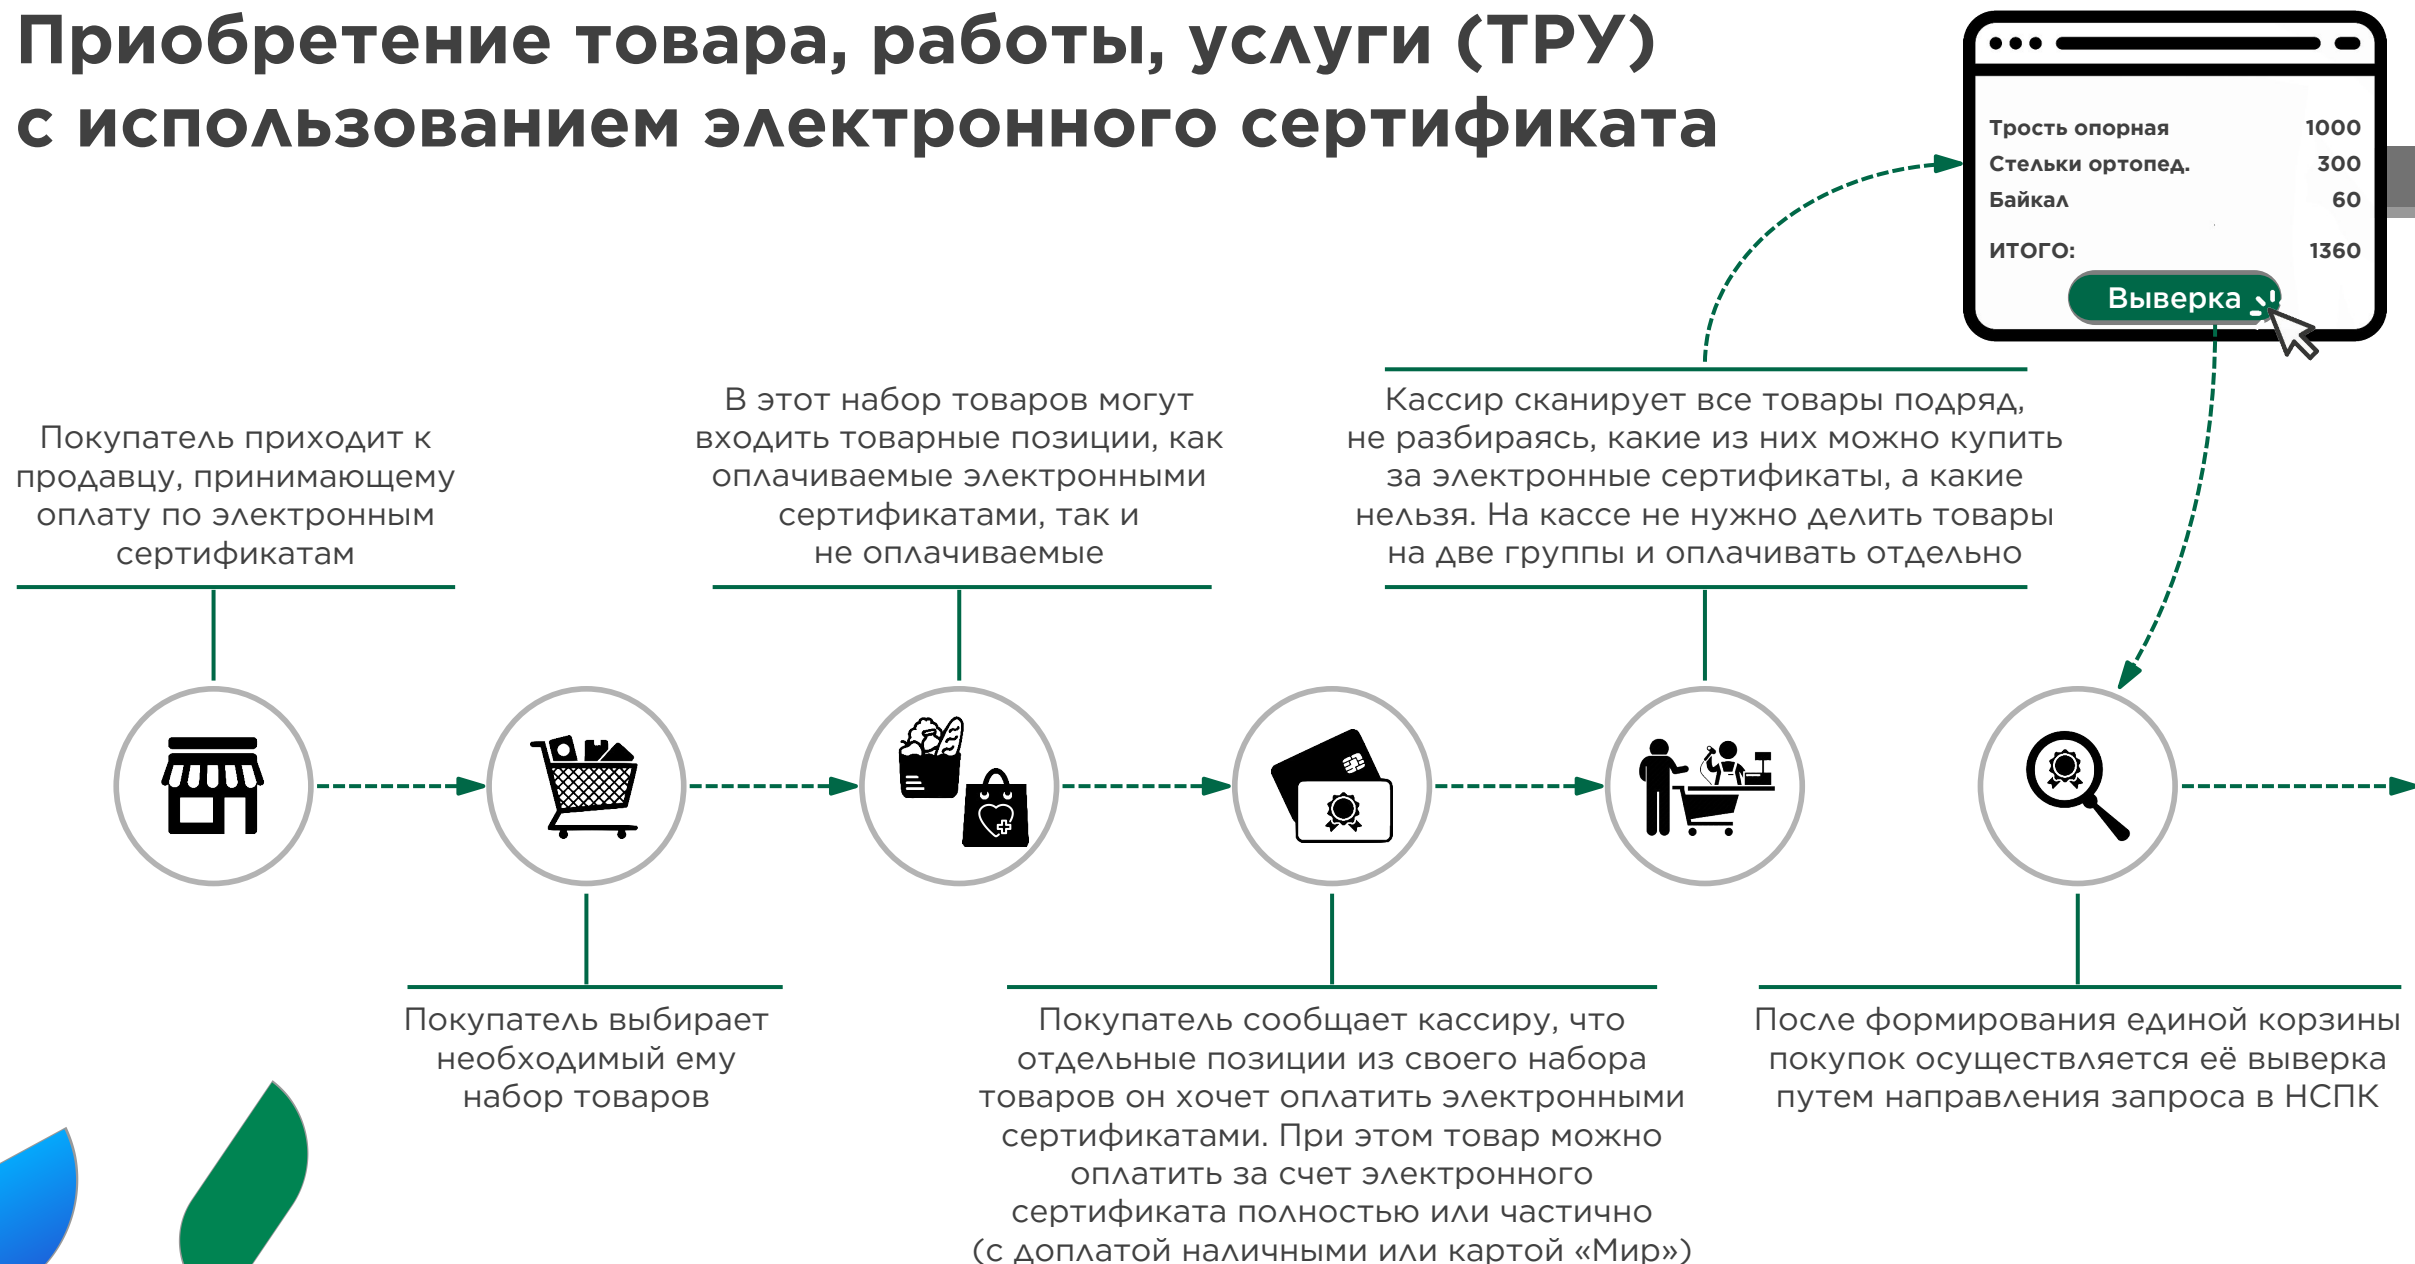 Приобретение товара, работы, услуги (ТРУ)
с использованием электронного сертификата
Трость опорная 1000
Стельки ортопед. 300
Байкал 60
ИТОГО: 1360
Выверка
Покупатель приходит к
продавцу, принимающему
оплату по электронным
сертификатам
В этот набор товаров могут
входить товарные позиции, как
оплачиваемые электронными
сертификатами, так и
не оплачиваемые
Кассир сканирует все товары подряд,
не разбираясь, какие из них можно купить
за электронные сертификаты, а какие
нельзя. На кассе не нужно делить товары
на две группы и оплачивать отдельно
Покупатель выбирает
необходимый ему
набор товаров
Покупатель сообщает кассиру, что
отдельные позиции из своего набора
товаров он хочет оплатить электронными
сертификатами. При этом товар можно
оплатить за счет электронного
сертификата полностью или частично
(с доплатой наличными или картой «Мир»)
После формирования единой корзины
покупок осуществляется её выверка
путем направления запроса в НСПК